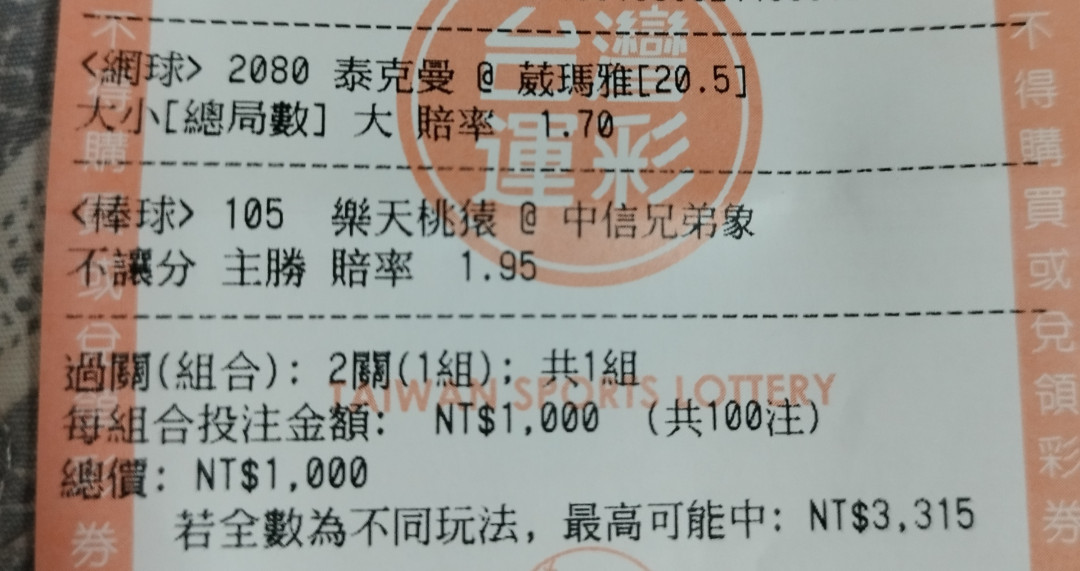 <網球> 2080 泰克曼 @ 葳瑪雅[20.5]
大小[總局數] 大 賠率 1.70
<棒球> 105 樂天桃猿 @ 中信兄弟象
不讓分 主勝 賠率 1.95
過關(組合): 2關(1組); 共1組
每組合投注金額: NT$1,000 (共100注)
總價: NT$1,000
若全數為不同玩法, 最高可能中: NT$3,315
台灣
運彩
TAIWAN SPORTS LOTTERY
不得購買或兌領彩券